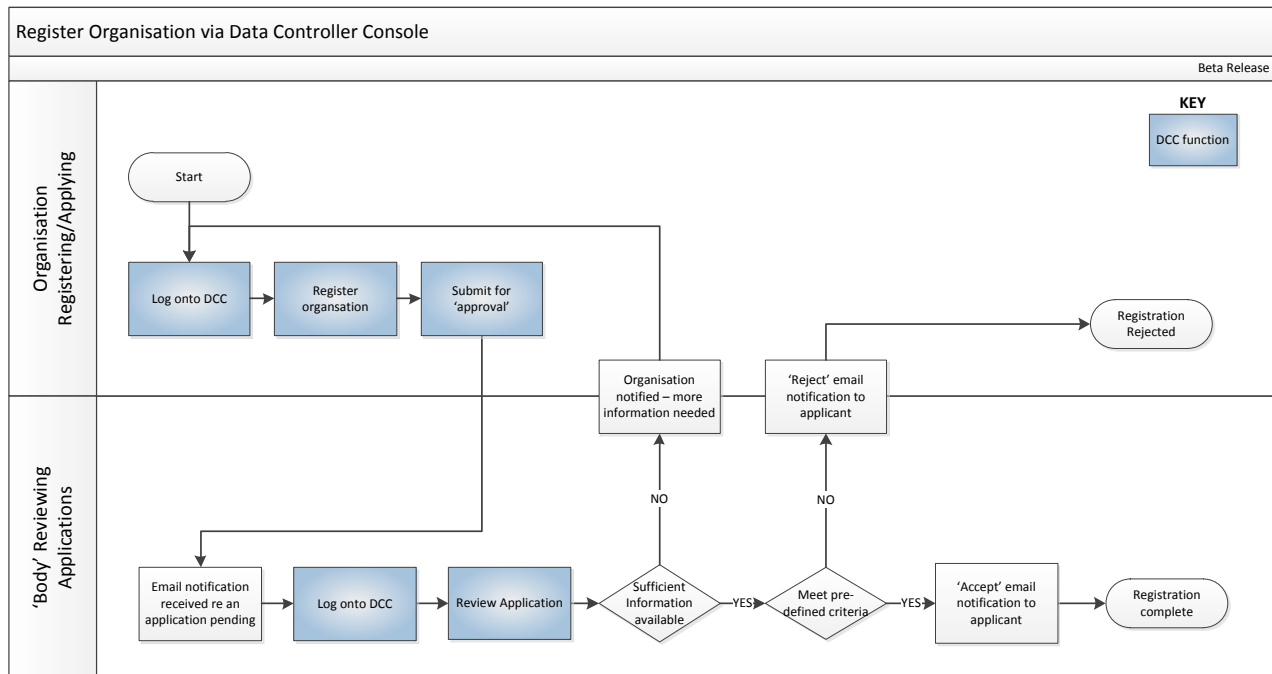 Register Organisation via Data Controller Console
Beta Release
Organisation
Registering/Applying
KEY
DCC function
Start
Log onto DCC
Register
organsation
Submit for
‘approval’
Registration
Rejected
Organisation
notified – more
information needed
‘Reject’ email
notification to
applicant
‘Body’ Reviewing
Applications
NO
NO
Email notification
received re an
application pending
Log onto DCC
Review Application
Sufficient
Information
available
YES
Meet pre-
defined criteria
YES
‘Accept’ email
notification to
applicant
Registration
complete